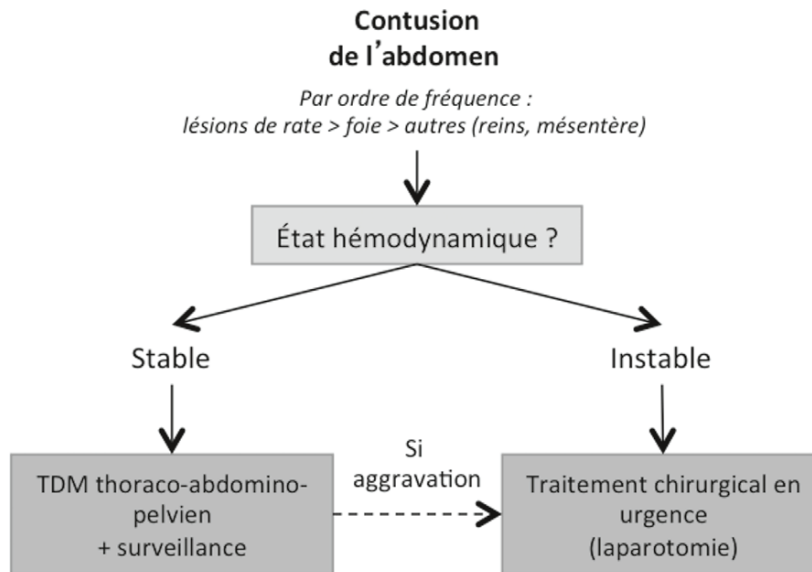 Contusion
de l'abdomen
Par ordre de fréquence :
lésions de rate > foie > autres (reins, mésentère)
État hémodynamique ?
Stable
Instable
TDM thoraco-abdomino-
pelvien
+ surveillance
Si
aggravation
Traitement chirurgical en
urgence
(laparotomie)